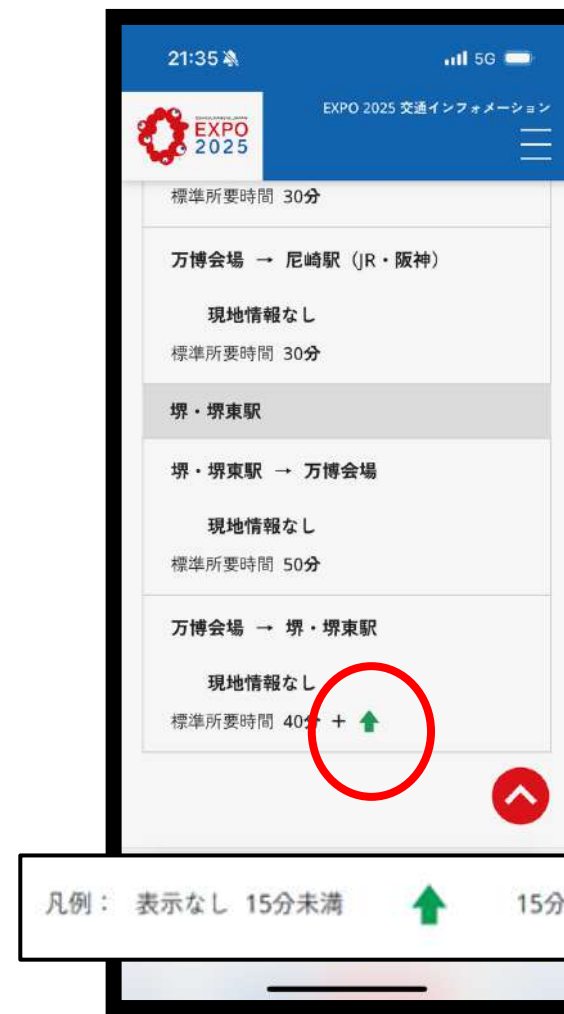 21:35
5G
EXPO 2025 交通インフォメーション
EXPO
2025
標準所要時間 30分
万博会場 → 尼崎駅（JR・阪神）
現地情報なし
標準所要時間 30分
堺・堺東駅
堺・堺東駅 → 万博会場
現地情報なし
標準所要時間 50分
万博会場 → 堺・堺東駅
現地情報なし
標準所要時間 40分 +
凡例： 表示なし 15分未満 15分